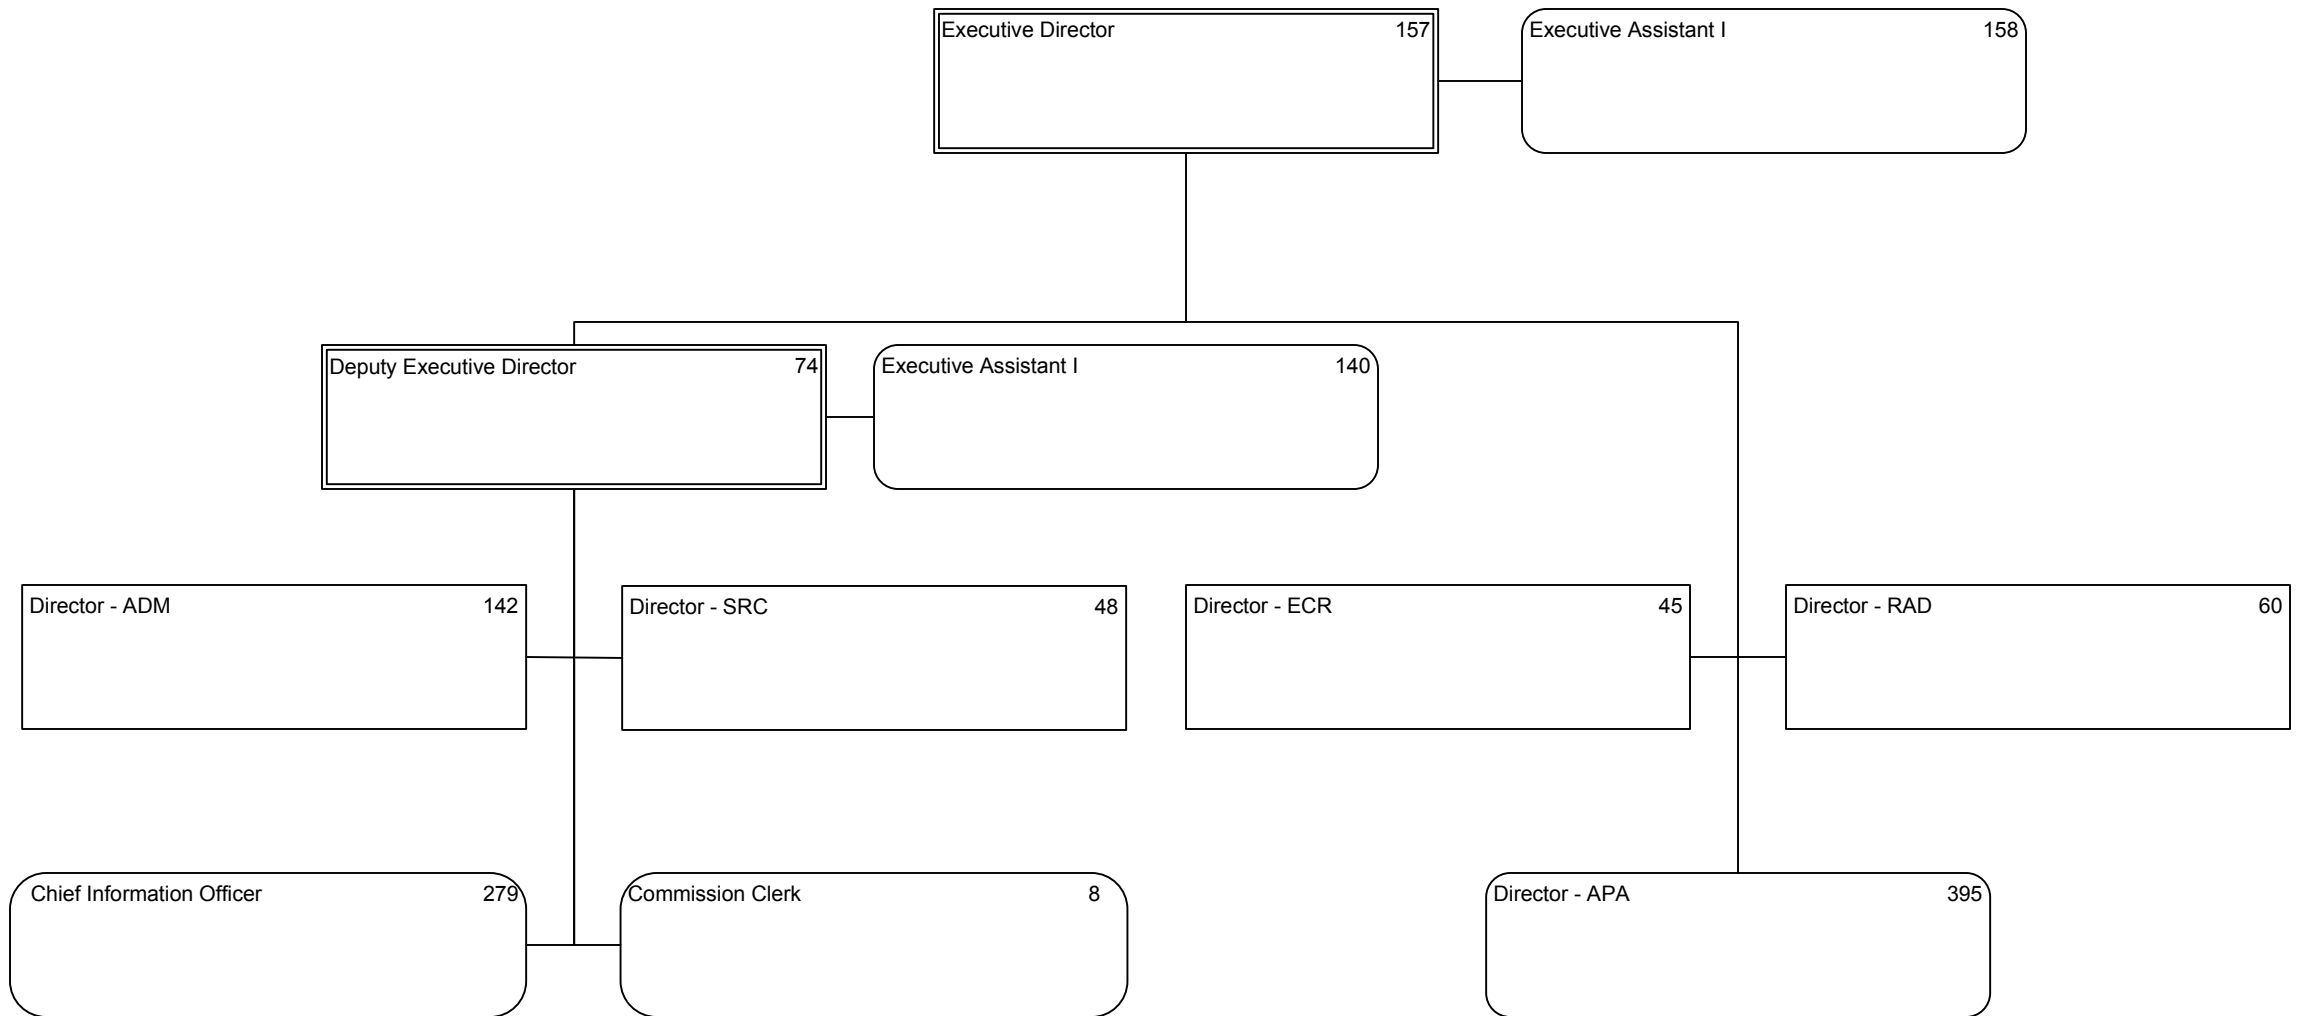 Executive Director 157
Executive Assistant I 158
Deputy Executive Director 74
Executive Assistant I 140
Director - ADM 142
Director - SRC 48
Director - ECR 45
Director - RAD 60
Chief Information Officer 279
Commission Clerk 8
Director - APA 395